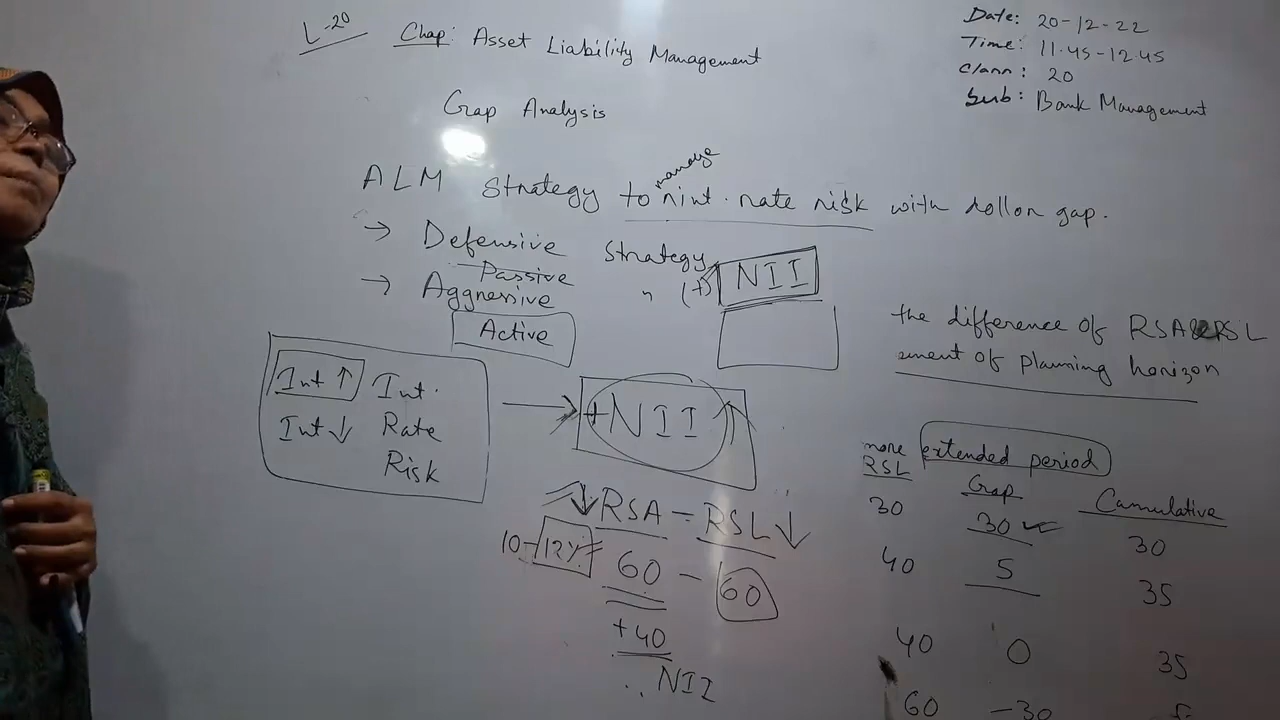 L-20
Chap: Asset Liability Management
Date: 20-12-22
Time: 11.45-12.45
Class: 20
Sub: Bank Management
Gap Analysis
manage
ALM Strategy to int. rate risk with dollar gap.
→ Defensive Strategy
Passive
→ Aggressive " (+) NII
Active
the difference of RSA & RSL
ement of planning horizon
Int ↑ Int.
Int ↓ Rate
Risk
→ +NII ↑
RSA - RSL ↓
10-12%
60 - 60
+40
∴ NII
more RSL
extended period
Gap
Cumulative
30 30 30
40 5 35
40 0 35
60 -30